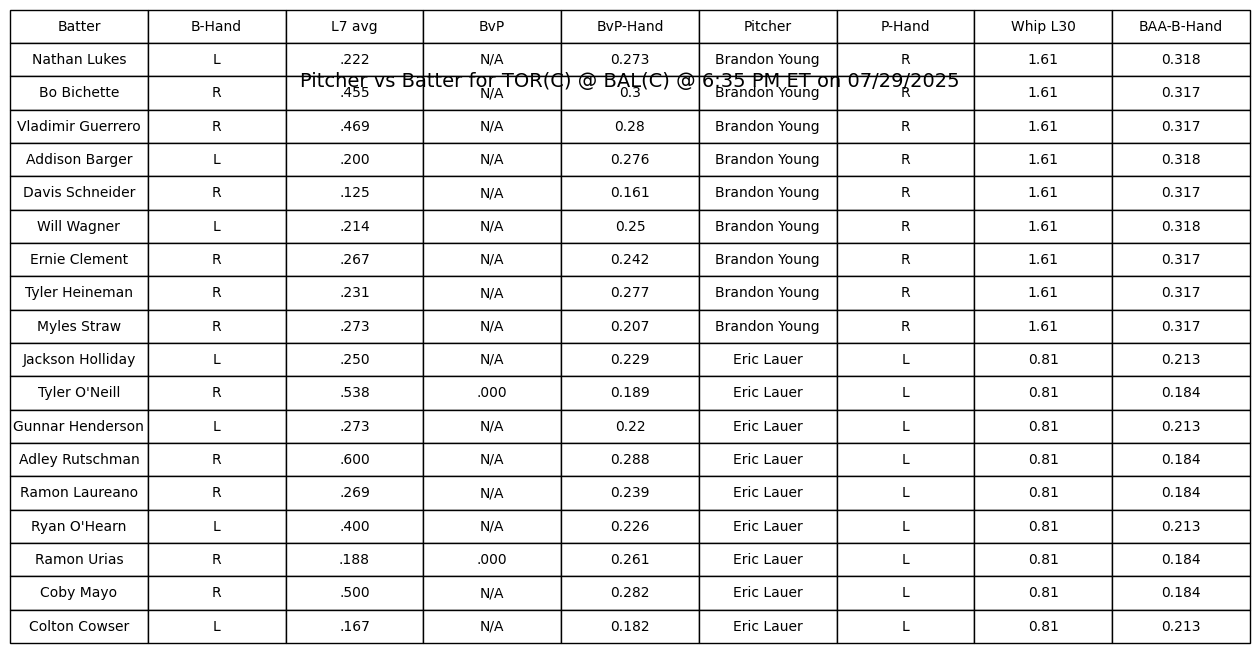 Batter B-Hand L7 avg BvP BvP-Hand Pitcher P-Hand Whip L30 BAA-B-Hand
Nathan Lukes L .222 N/A 0.273 Brandon Young R 1.61 0.318
Pitcher vs Batter for TOR(C) @ BAL(C) @ 6:35 PM ET on 07/29/2025
Bo Bichette R .455 N/A 0.3 Brandon Young R 1.61 0.317
Vladimir Guerrero R .469 N/A 0.28 Brandon Young R 1.61 0.317
Addison Barger L .200 N/A 0.276 Brandon Young R 1.61 0.318
Davis Schneider R .125 N/A 0.161 Brandon Young R 1.61 0.317
Will Wagner L .214 N/A 0.25 Brandon Young R 1.61 0.318
Ernie Clement R .267 N/A 0.242 Brandon Young R 1.61 0.317
Tyler Heineman R .231 N/A 0.277 Brandon Young R 1.61 0.317
Myles Straw R .273 N/A 0.207 Brandon Young R 1.61 0.317
Jackson Holliday L .250 N/A 0.229 Eric Lauer L 0.81 0.213
Tyler O'Neill R .538 .000 0.189 Eric Lauer L 0.81 0.184
Gunnar Henderson L .273 N/A 0.22 Eric Lauer L 0.81 0.213
Adley Rutschman R .600 N/A 0.288 Eric Lauer L 0.81 0.184
Ramon Laureano R .269 N/A 0.239 Eric Lauer L 0.81 0.184
Ryan O'Hearn L .400 N/A 0.226 Eric Lauer L 0.81 0.213
Ramon Urias R .188 .000 0.261 Eric Lauer L 0.81 0.184
Coby Mayo R .500 N/A 0.282 Eric Lauer L 0.81 0.184
Colton Cowser L .167 N/A 0.182 Eric Lauer L 0.81 0.213